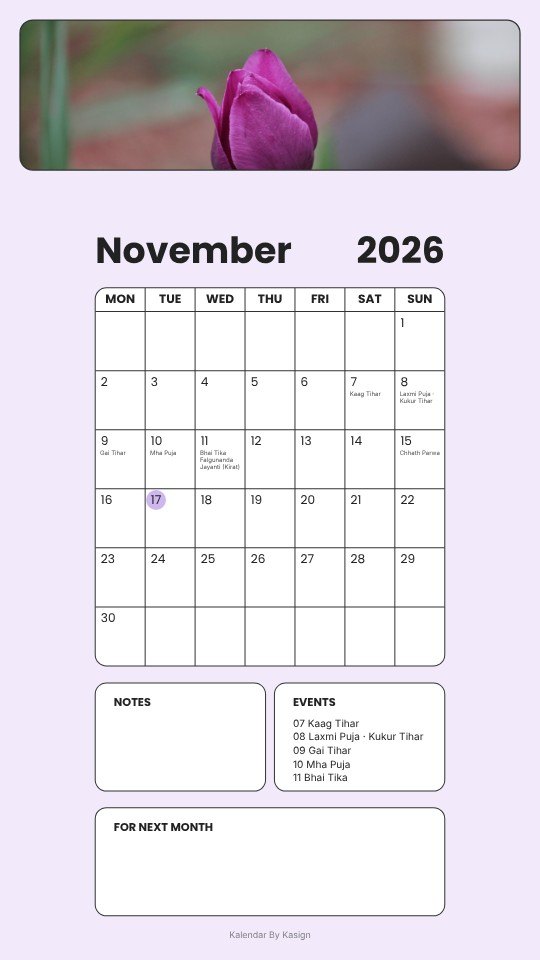 November 2026
MON TUE WED THU FRI SAT SUN
1
2 3 4 5 6 7 8
Kaag Tihar Laxmi Puja ·
Kukur Tihar
9 10 11 12 13 14 15
Gai Tihar Mha Puja Bhai Tika Chhath Parwa
Falgunanda
Jayanti (Kirat)
16 17 18 19 20 21 22
23 24 25 26 27 28 29
30
NOTES
EVENTS
07 Kaag Tihar
08 Laxmi Puja · Kukur Tihar
09 Gai Tihar
10 Mha Puja
11 Bhai Tika
FOR NEXT MONTH
Kalendar By Kasign